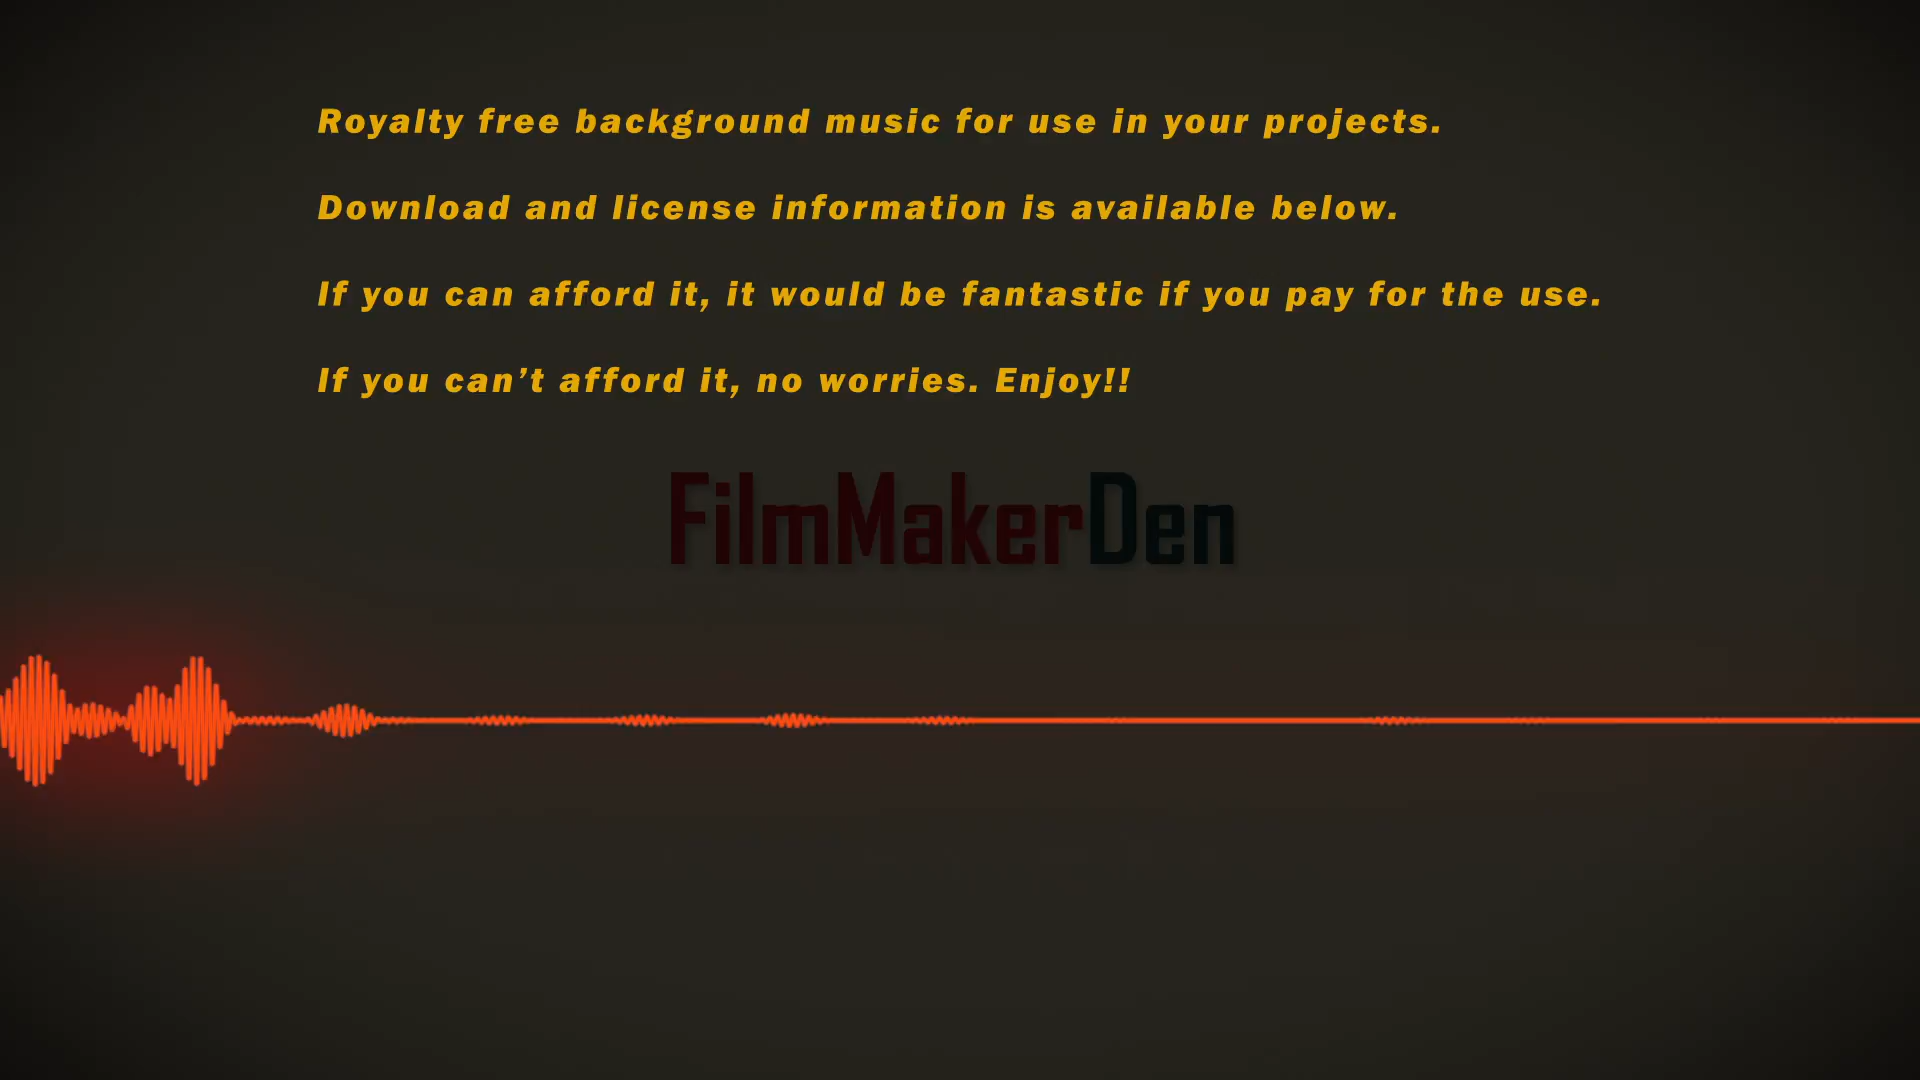 Royalty free background music for use in your projects.
Download and license information is available below.
If you can afford it, it would be fantastic if you pay for the use.
If you can’t afford it, no worries. Enjoy!!
FilmMakerDen